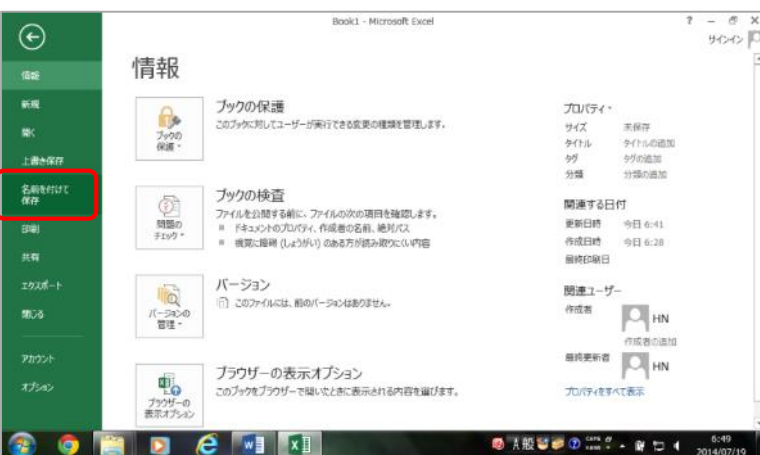 Book1 - Microsoft Excel
サインイン
情報
新規
開く
上書き保存
名前を付けて
保存
印刷
共有
エクスポート
閉じる
アカウント
オプション
情報
ブックの
保護
ブックの保護
このブックに対してユーザーが実行できる変更の種類を管理します。
問題の
チェック
ブックの検査
ファイルを公開する前に、ファイルの次の項目を確認します。
ドキュメントのプロパティ、作成者の名前、絶対パス
視覚に障碍 (しょうがい) のある方が読み取りにくい内容
バージョンの
管理
バージョン
このファイルには、前のバージョンはありません。
ブラウザーの
表示オプション
ブラウザーの表示オプション
このブックをブラウザーで開いたときに表示される内容を選びます。
プロパティ
サイズ 未保存
タイトル タイトルの追加
タグ タグの追加
分類 分類の追加
関連する日付
更新日時 今日 6:41
作成日時 今日 6:28
最終印刷日
関連ユーザー
作成者 HN
作成者の追加
最終更新者 HN
プロパティをすべて表示
A 般
CAPS
6:49
2014/07/19